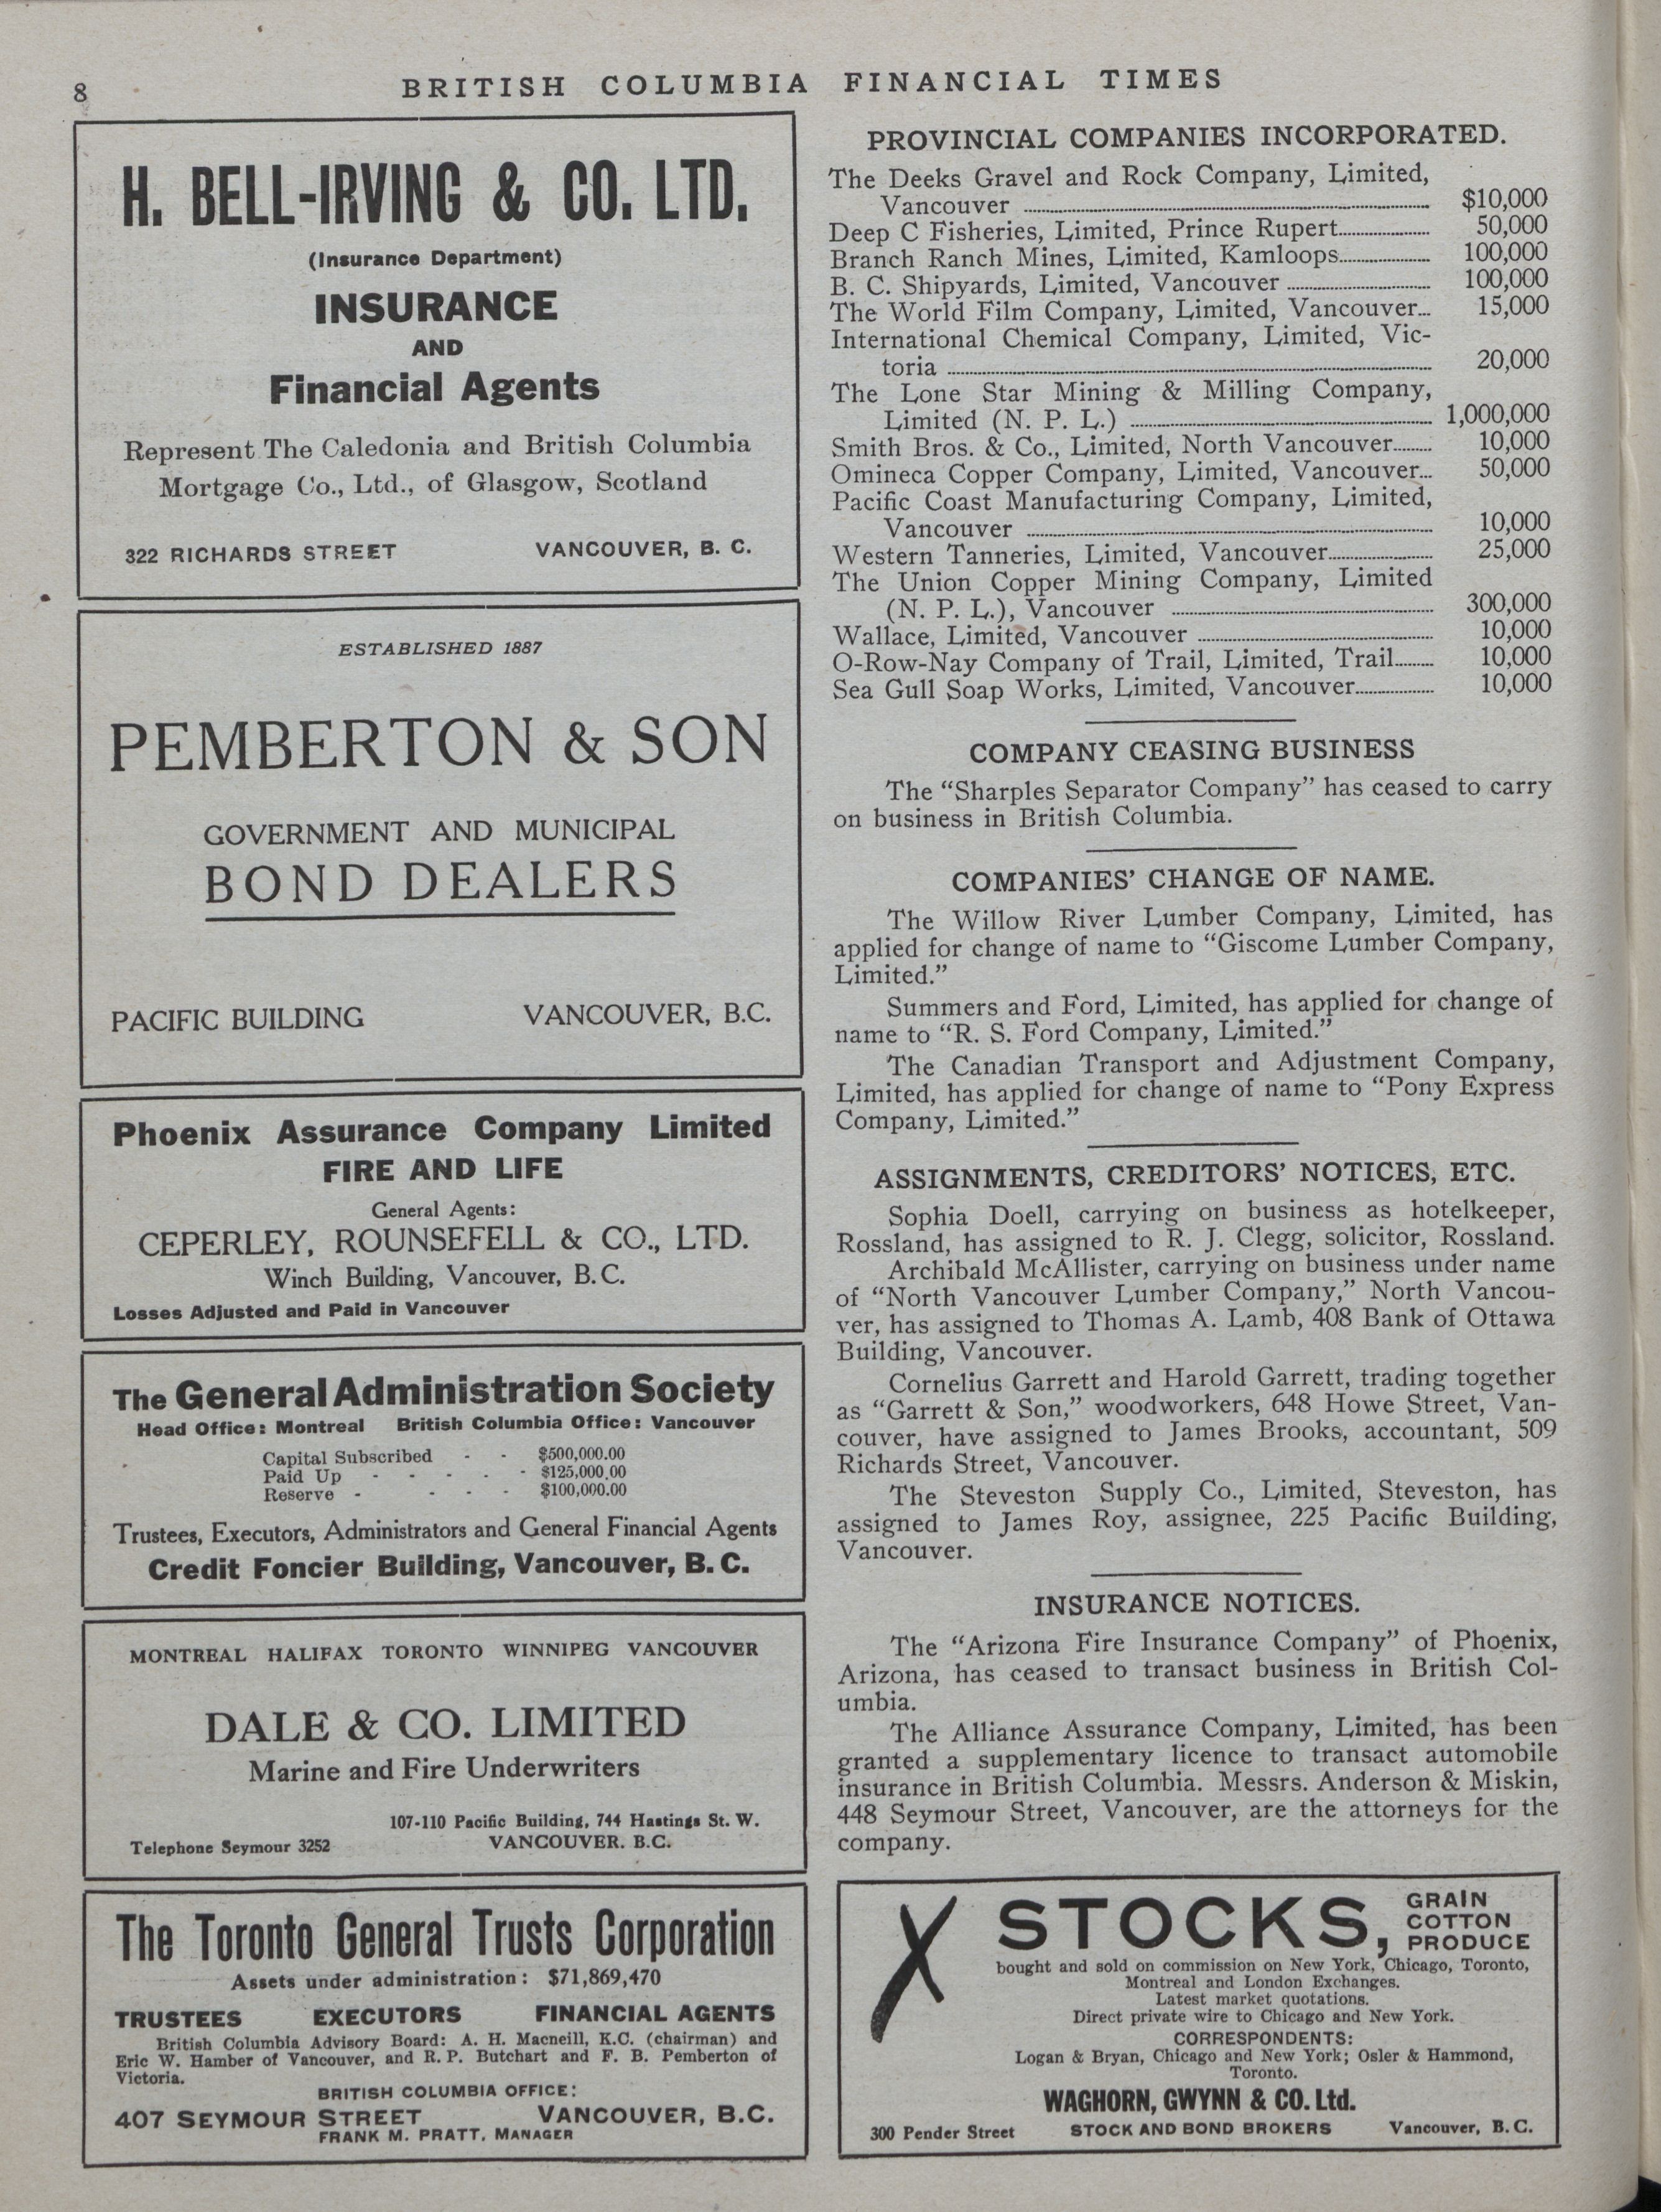 8
BRITISH COLUMBIA FINANCIAL TIMES
H. BELL-IRVING & CO. LTD.
(Insurance Department)
INSURANCE
AND
Financial Agents
Represent The Caledonia and British Columbia
Mortgage Co., Ltd., of Glasgow, Scotland
322 RICHARDS STREET VANCOUVER, B. C.
ESTABLISHED 1887
PEMBERTON & SON
GOVERNMENT AND MUNICIPAL
BOND DEALERS
PACIFIC BUILDING VANCOUVER, B.C.
Phoenix Assurance Company Limited
FIRE AND LIFE
General Agents:
CEPERLEY, ROUNSEFELL & CO., LTD.
Winch Building, Vancouver, B.C.
Losses Adjusted and Paid in Vancouver
The General Administration Society
Head Office: Montreal British Columbia Office: Vancouver
Capital Subscribed - - $500,000.00
Paid Up - - - - - $125,000.00
Reserve - - - - $100,000.00
Trustees, Executors, Administrators and General Financial Agents
Credit Foncier Building, Vancouver, B.C.
MONTREAL HALIFAX TORONTO WINNIPEG VANCOUVER
DALE & CO. LIMITED
Marine and Fire Underwriters
107-110 Pacific Building, 744 Hastings St. W.
Telephone Seymour 3252 VANCOUVER. B.C.
The Toronto General Trusts Corporation
Assets under administration: $71,869,470
TRUSTEES EXECUTORS FINANCIAL AGENTS
British Columbia Advisory Board: A. H. Macneill, K.C. (chairman) and
Eric W. Hamber of Vancouver, and R. P. Butchart and F. B. Pemberton of
Victoria.
BRITISH COLUMBIA OFFICE:
407 SEYMOUR STREET VANCOUVER, B.C.
FRANK M. PRATT, MANAGER
PROVINCIAL COMPANIES INCORPORATED.
The Deeks Gravel and Rock Company, Limited,
Vancouver $10,000
Deep C Fisheries, Limited, Prince Rupert 50,000
Branch Ranch Mines, Limited, Kamloops 100,000
B. C. Shipyards, Limited, Vancouver 100,000
The World Film Company, Limited, Vancouver 15,000
International Chemical Company, Limited, Vic-
toria 20,000
The Lone Star Mining & Milling Company,
Limited (N. P. L.) 1,000,000
Smith Bros. & Co., Limited, North Vancouver 10,000
Omineca Copper Company, Limited, Vancouver 50,000
Pacific Coast Manufacturing Company, Limited,
Vancouver 10,000
Western Tanneries, Limited, Vancouver 25,000
The Union Copper Mining Company, Limited
(N. P. L.), Vancouver 300,000
Wallace, Limited, Vancouver 10,000
O-Row-Nay Company of Trail, Limited, Trail 10,000
Sea Gull Soap Works, Limited, Vancouver 10,000
COMPANY CEASING BUSINESS
The “Sharples Separator Company” has ceased to carry
on business in British Columbia.
COMPANIES’ CHANGE OF NAME.
The Willow River Lumber Company, Limited, has
applied for change of name to “Giscome Lumber Company,
Limited.”
Summers and Ford, Limited, has applied for change of
name to “R. S. Ford Company, Limited.”
The Canadian Transport and Adjustment Company,
Limited, has applied for change of name to “Pony Express
Company, Limited.”
ASSIGNMENTS, CREDITORS’ NOTICES, ETC.
Sophia Doell, carrying on business as hotelkeeper,
Rossland, has assigned to R. J. Clegg, solicitor, Rossland.
Archibald McAllister, carrying on business under name
of “North Vancouver Lumber Company,” North Vancou-
ver, has assigned to Thomas A. Lamb, 408 Bank of Ottawa
Building, Vancouver.
Cornelius Garrett and Harold Garrett, trading together
as “Garrett & Son,” woodworkers, 648 Howe Street, Van-
couver, have assigned to James Brooks, accountant, 509
Richards Street, Vancouver.
The Steveston Supply Co., Limited, Steveston, has
assigned to James Roy, assignee, 225 Pacific Building,
Vancouver.
INSURANCE NOTICES.
The “Arizona Fire Insurance Company” of Phoenix,
Arizona, has ceased to transact business in British Col-
umbia.
The Alliance Assurance Company, Limited, has been
granted a supplementary licence to transact automobile
insurance in British Columbia. Messrs. Anderson & Miskin,
448 Seymour Street, Vancouver, are the attorneys for the
company.
X
STOCKS, GRAIN
COTTON
PRODUCE
bought and sold on commission on New York, Chicago, Toronto,
Montreal and London Exchanges.
Latest market quotations.
Direct private wire to Chicago and New York.
CORRESPONDENTS:
Logan & Bryan, Chicago and New York; Osler & Hammond,
Toronto.
WAGHORN, GWYNN & CO. Ltd.
300 Pender Street STOCK AND BOND BROKERS Vancouver, B.C.